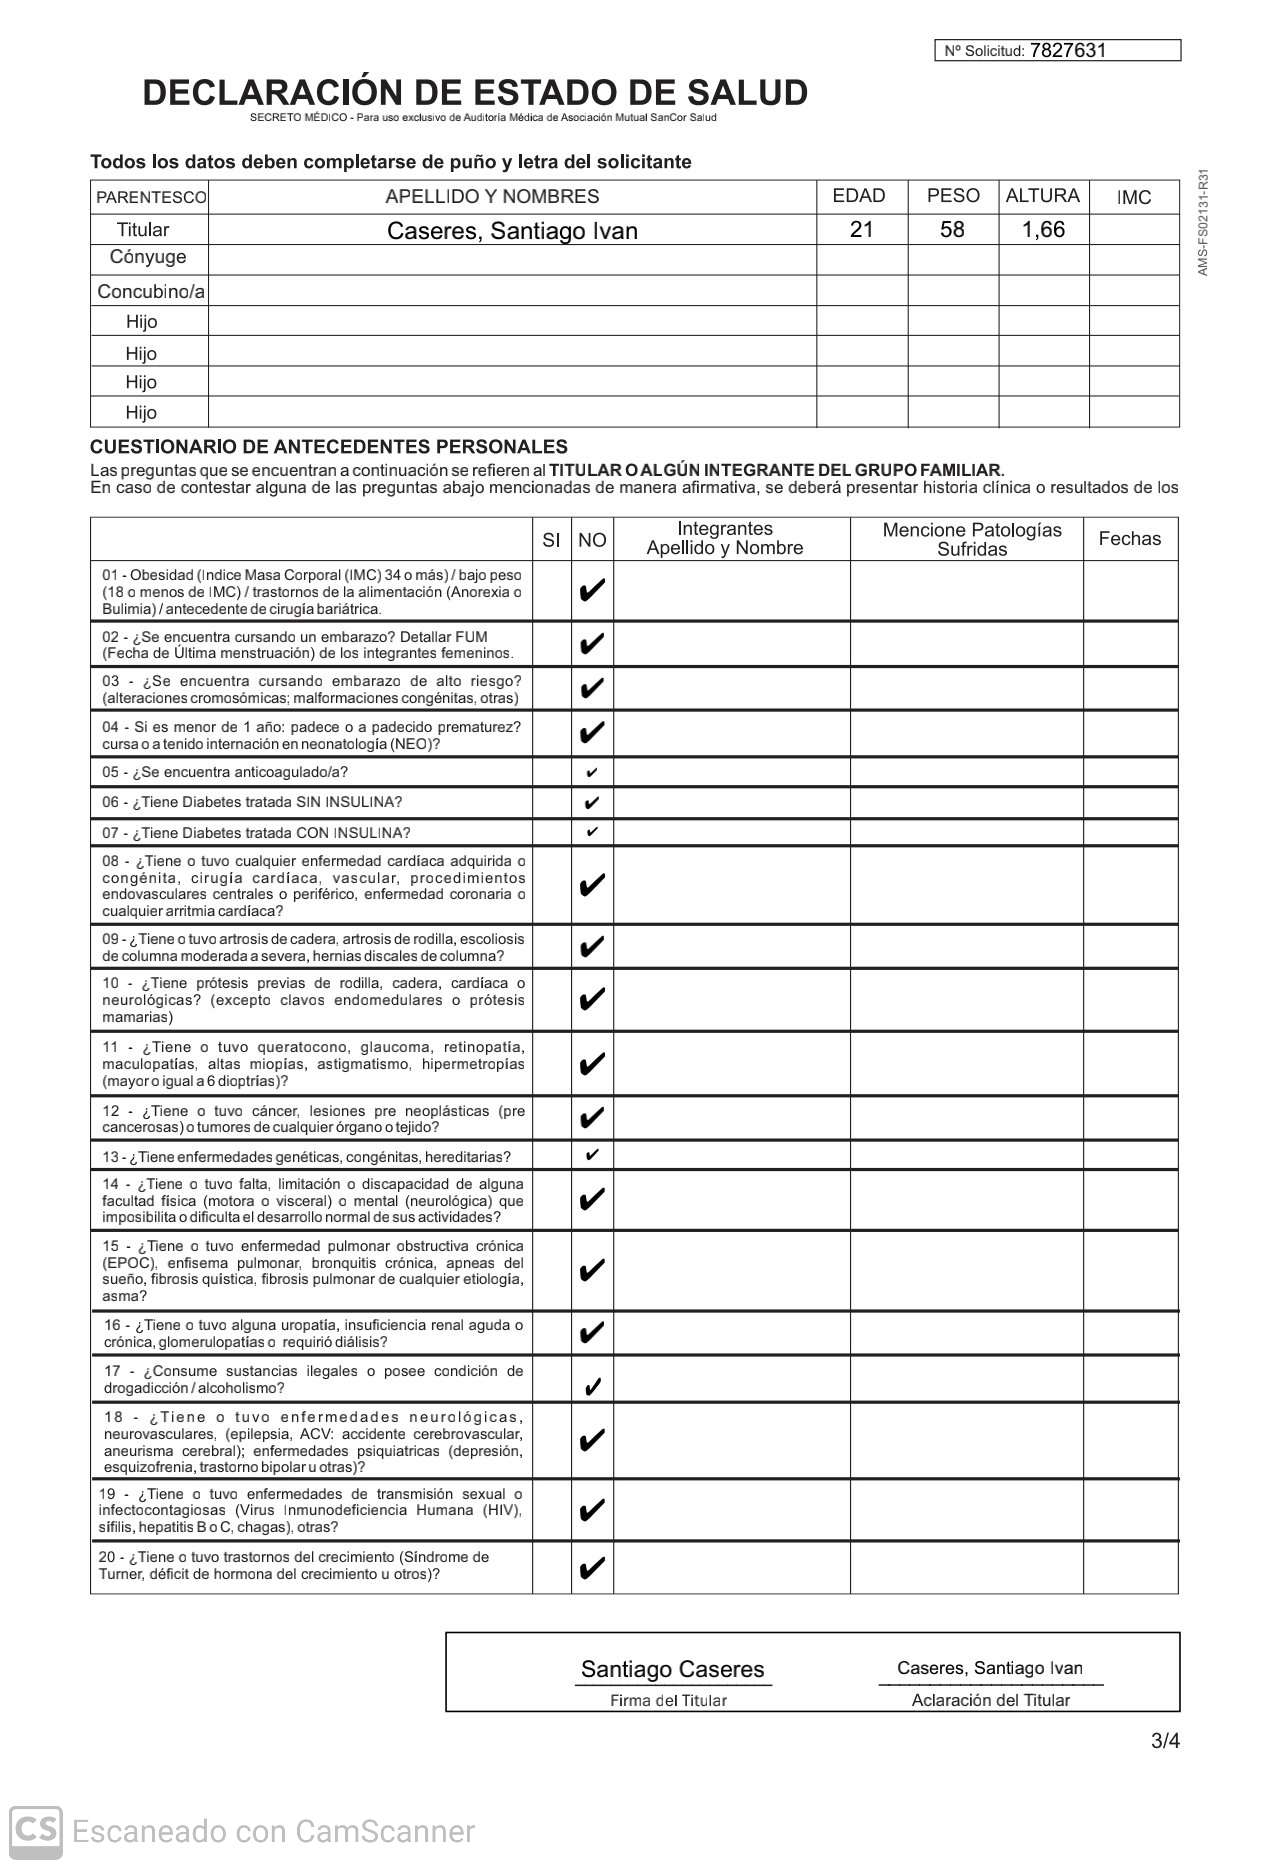 Nº Solicitud: 7827631
DECLARACIÓN DE ESTADO DE SALUD
SECRETO MÉDICO - Para uso exclusivo de Auditoría Médica de Asociación Mutual SanCor Salud
Todos los datos deben completarse de puño y letra del solicitante
AMS-FS02131-R31
PARENTESCO APELLIDO Y NOMBRES EDAD PESO ALTURA IMC
Titular Caseres, Santiago Ivan 21 58 1,66
Cónyuge
Concubino/a
Hijo
Hijo
Hijo
Hijo
CUESTIONARIO DE ANTECEDENTES PERSONALES
Las preguntas que se encuentran a continuación se refieren al TITULAR O ALGÚN INTEGRANTE DEL GRUPO FAMILIAR.
En caso de contestar alguna de las preguntas abajo mencionadas de manera afirmativa, se deberá presentar historia clínica o resultados de los
SI NO Integrantes Apellido y Nombre Mencione Patologías Sufridas Fechas
01 - Obesidad (Indice Masa Corporal (IMC) 34 o más) / bajo peso
(18 o menos de IMC) / trastornos de la alimentación (Anorexia o
Bulimia) / antecedente de cirugía bariátrica. ✔
02 - ¿Se encuentra cursando un embarazo? Detallar FUM
(Fecha de Última menstruación) de los integrantes femeninos. ✔
03 - ¿Se encuentra cursando embarazo de alto riesgo?
(alteraciones cromosómicas; malformaciones congénitas, otras) ✔
04 - Si es menor de 1 año: padece o a padecido prematurez?
cursa o a tenido internación en neonatología (NEO)? ✔
05 - ¿Se encuentra anticoagulado/a? ✔
06 - ¿Tiene Diabetes tratada SIN INSULINA? ✔
07 - ¿Tiene Diabetes tratada CON INSULINA? ✔
08 - ¿Tiene o tuvo cualquier enfermedad cardíaca adquirida o
congénita, cirugía cardíaca, vascular, procedimientos
endovasculares centrales o periférico, enfermedad coronaria o
cualquier arritmia cardíaca? ✔
09 - ¿Tiene o tuvo artrosis de cadera, artrosis de rodilla, escoliosis
de columna moderada a severa, hernias discales de columna? ✔
10 - ¿Tiene prótesis previas de rodilla, cadera, cardíaca o
neurológicas? (excepto clavos endomedulares o prótesis
mamarias) ✔
11 - ¿Tiene o tuvo queratocono, glaucoma, retinopatía,
maculopatías, altas miopías, astigmatismo, hipermetropías
(mayor o igual a 6 dioptrías)? ✔
12 - ¿Tiene o tuvo cáncer, lesiones pre neoplásticas (pre
cancerosas) o tumores de cualquier órgano o tejido? ✔
13 - ¿Tiene enfermedades genéticas, congénitas, hereditarias? ✔
14 - ¿Tiene o tuvo falta, limitación o discapacidad de alguna
facultad física (motora o visceral) o mental (neurológica) que
imposibilita o dificulta el desarrollo normal de sus actividades? ✔
15 - ¿Tiene o tuvo enfermedad pulmonar obstructiva crónica
(EPOC), enfisema pulmonar, bronquitis crónica, apneas del
sueño, fibrosis quística, fibrosis pulmonar de cualquier etiología,
asma? ✔
16 - ¿Tiene o tuvo alguna uropatía, insuficiencia renal aguda o
crónica, glomerulopatías o requirió diálisis? ✔
17 - ¿Consume sustancias ilegales o posee condición de
drogadicción / alcoholismo? ✔
18 - ¿Tiene o tuvo enfermedades neurológicas,
neurovasculares, (epilepsia, ACV: accidente cerebrovascular,
aneurisma cerebral); enfermedades psiquiatricas (depresión,
esquizofrenia, trastorno bipolar u otras)? ✔
19 - ¿Tiene o tuvo enfermedades de transmisión sexual o
infectocontagiosas (Virus Inmunodeficiencia Humana (HIV),
sífilis, hepatitis B o C, chagas), otras? ✔
20 - ¿Tiene o tuvo trastornos del crecimiento (Síndrome de
Turner, déficit de hormona del crecimiento u otros)? ✔
Santiago Caseres Caseres, Santiago Ivan
Firma del Titular Aclaración del Titular
3/4
CS Escaneado con CamScanner